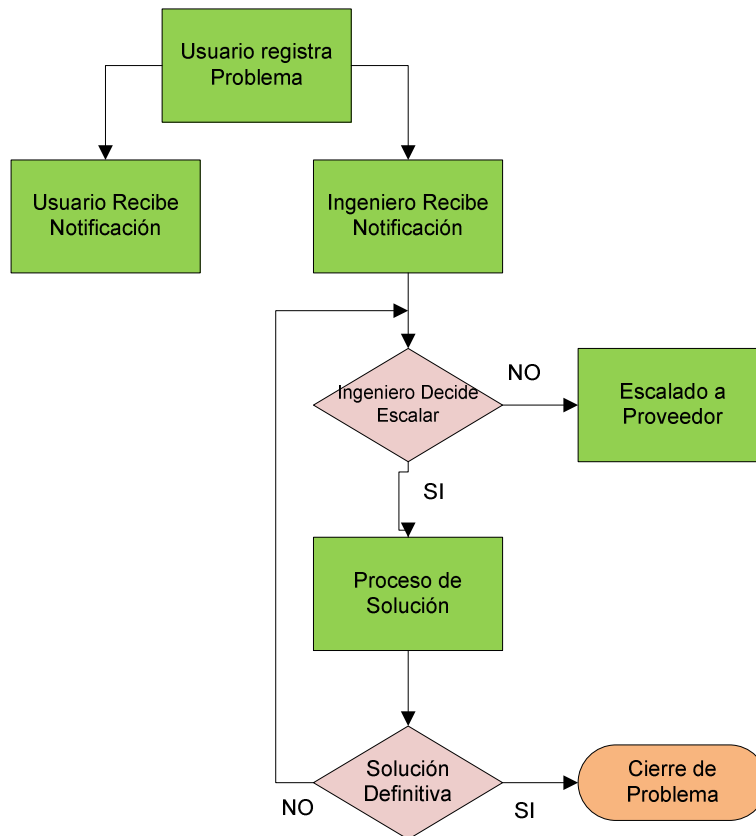 Usuario registra
Problema
Usuario Recibe
Notificación
Ingeniero Recibe
Notificación
Ingeniero Decide
Escalar
NO
Escalado a
Proveedor
SI
Proceso de
Solución
Solución
Definitiva
NO
SI
Cierre de
Problema